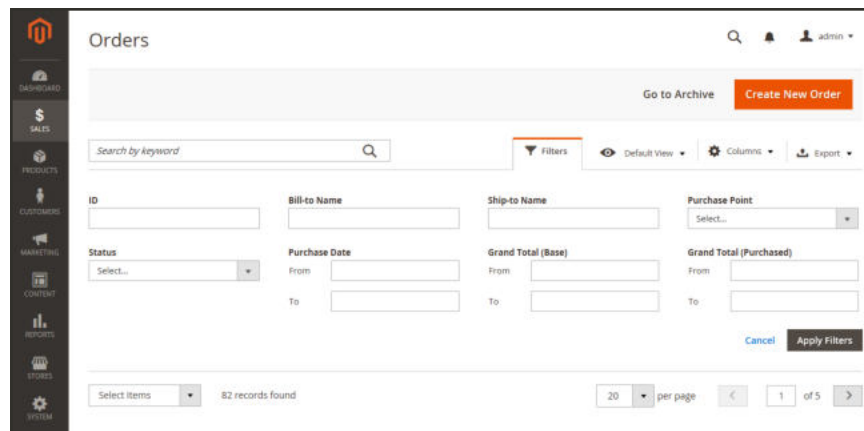 Orders
admin
DASHBOARD
SALES
PRODUCTS
CUSTOMERS
MARKETING
CONTENT
REPORTS
STORES
SYSTEM
Go to Archive Create New Order
Search by keyword Filters Default View Columns Export
ID Bill-to Name Ship-to Name Purchase Point
Select...
Status Purchase Date Grand Total (Base) Grand Total (Purchased)
Select... From From From
To To To
Cancel Apply Filters
Select Items 82 records found 20 per page 1 of 5